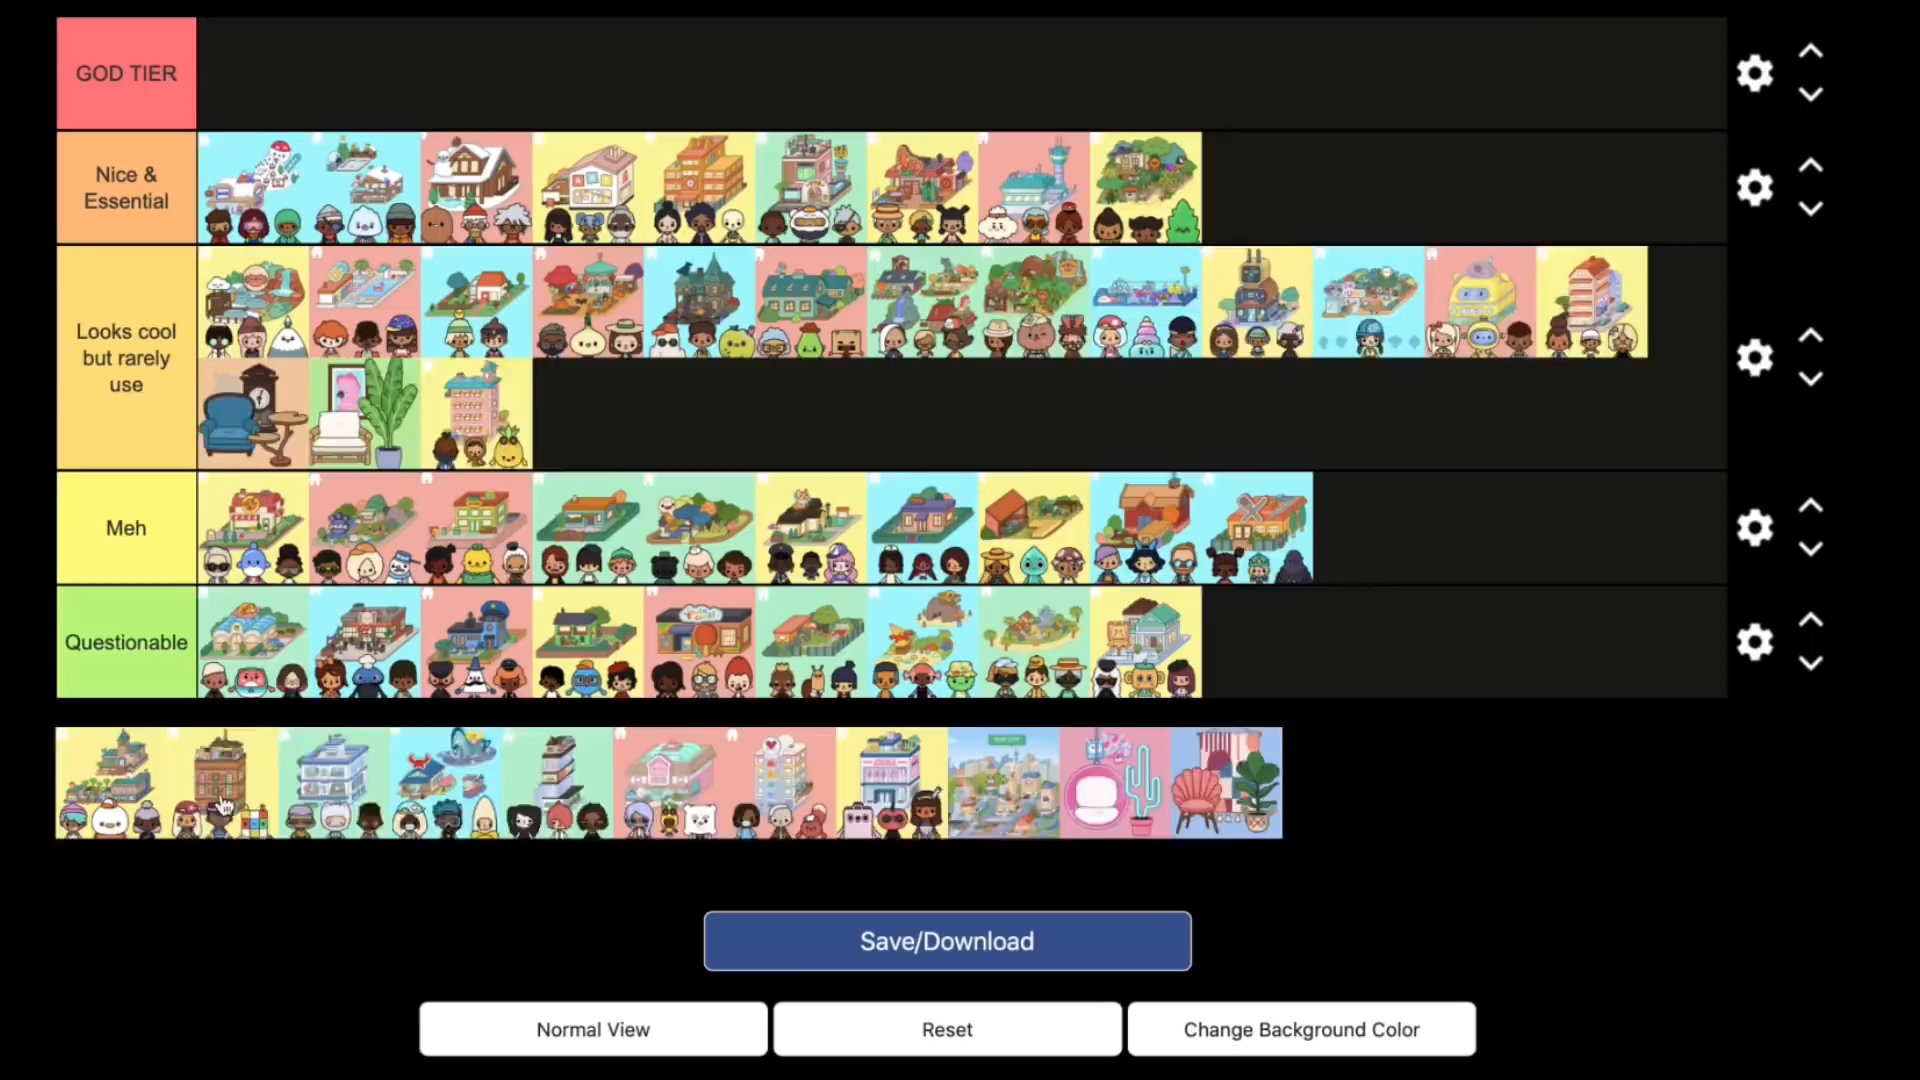 GOD TIER
Nice &
Essential
Looks cool
but rarely
use
Meh
Questionable
Save/Download
Normal View
Reset
Change Background Color